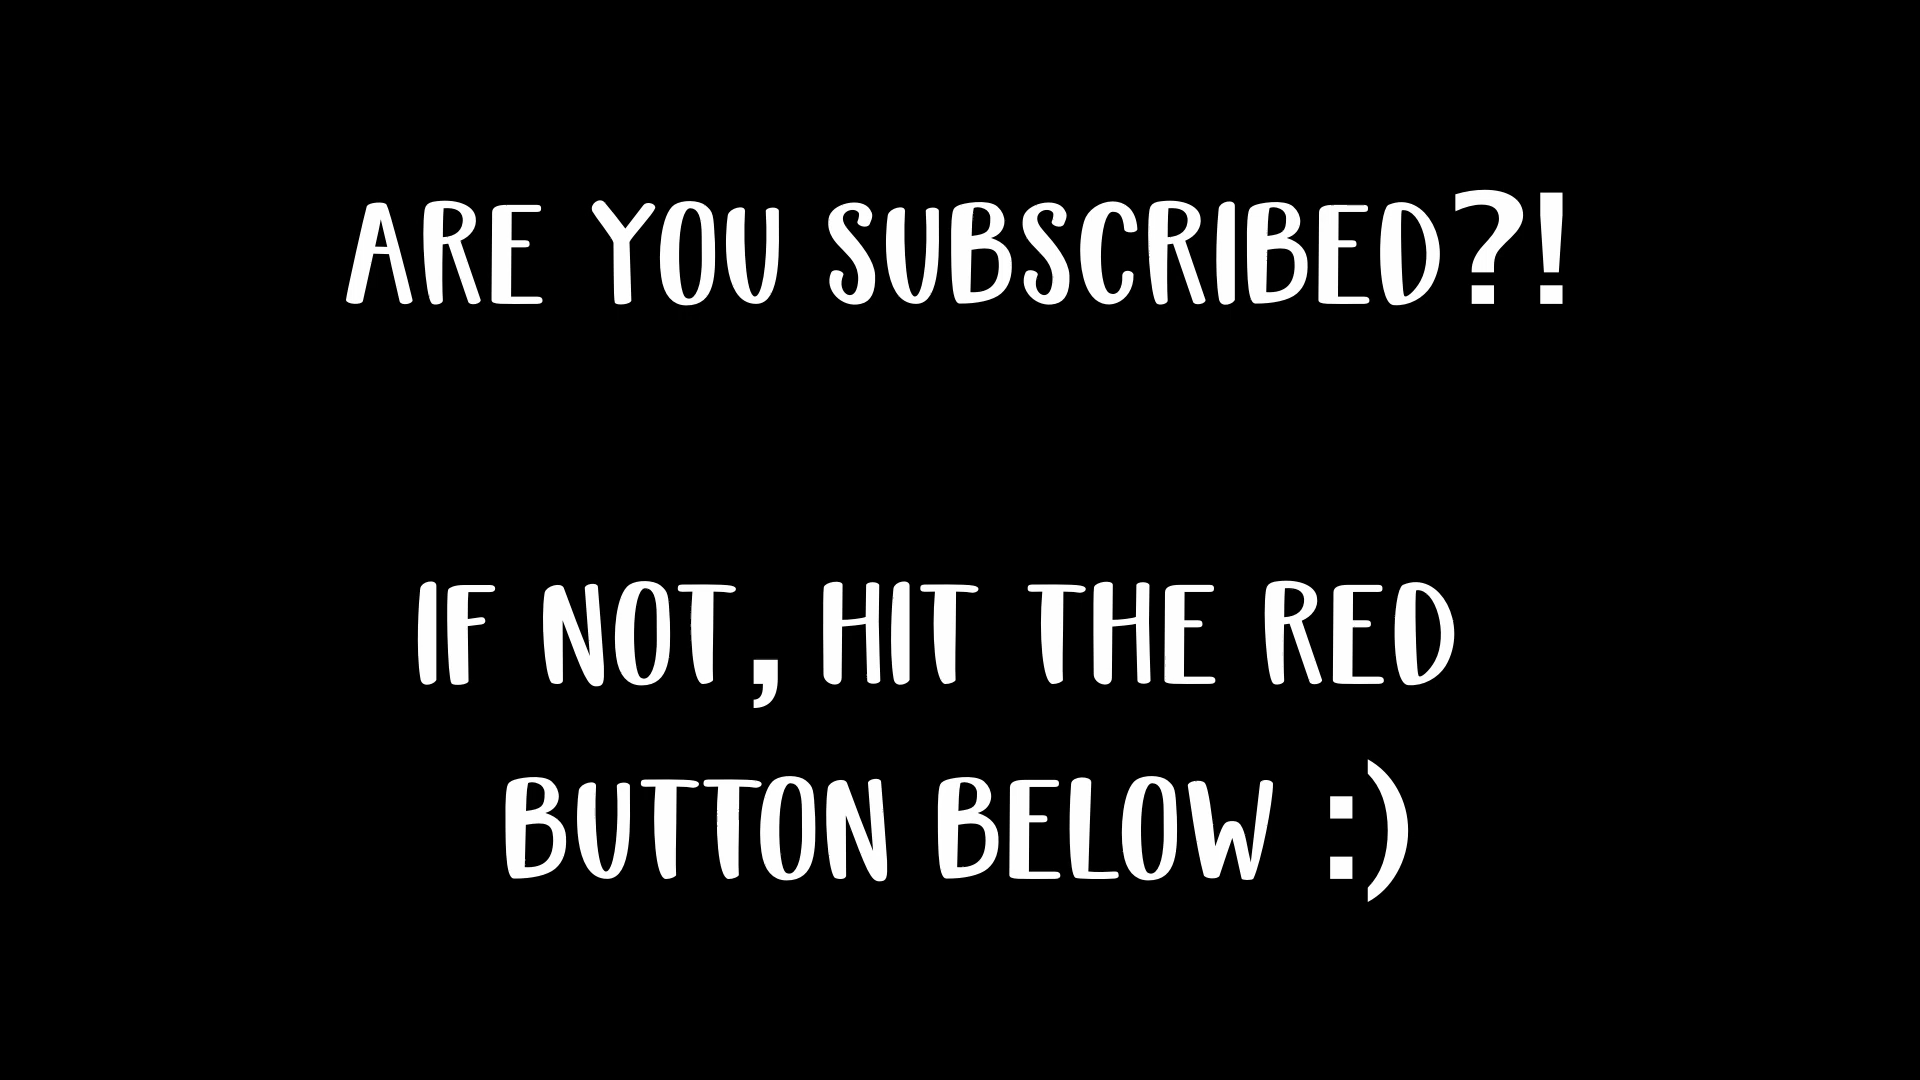 ARE YOU SUBSCRIBED?!
IF NOT, HIT THE RED
BUTTON BELOW :)